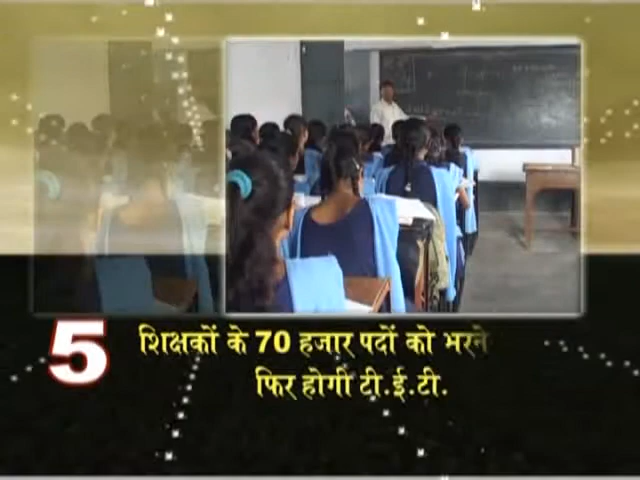 5 शिक्षकों के 70 हजार पदों को भरने
फिर होगी टी.ई.टी.